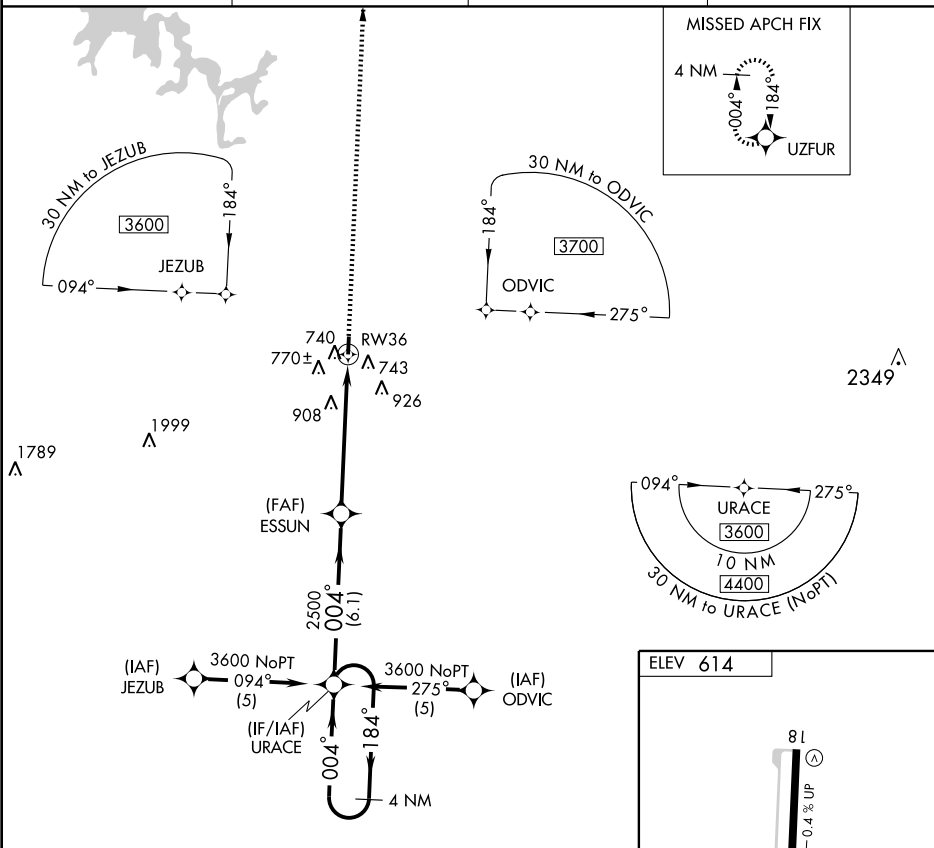 MISSED APCH FIX
4 NM
004°
184°
UZFUR
30 NM to JEZUB
3600
184°
JEZUB
094°
30 NM to ODVIC
184°
3700
ODVIC
275°
740
RW36
770±
743
926
908
2349
1999
1789
094°
275°
URACE
3600
10 NM
4400
30 NM to URACE (NoPT)
(FAF)
ESSUN
2500
004°
(6.1)
(IAF)
JEZUB
3600 NoPT
094°
(5)
3600 NoPT
275°
(5)
(IAF)
ODVIC
(IF/IAF)
URACE
004°
184°
4 NM
ELEV 614
18
V
0.4 % UP